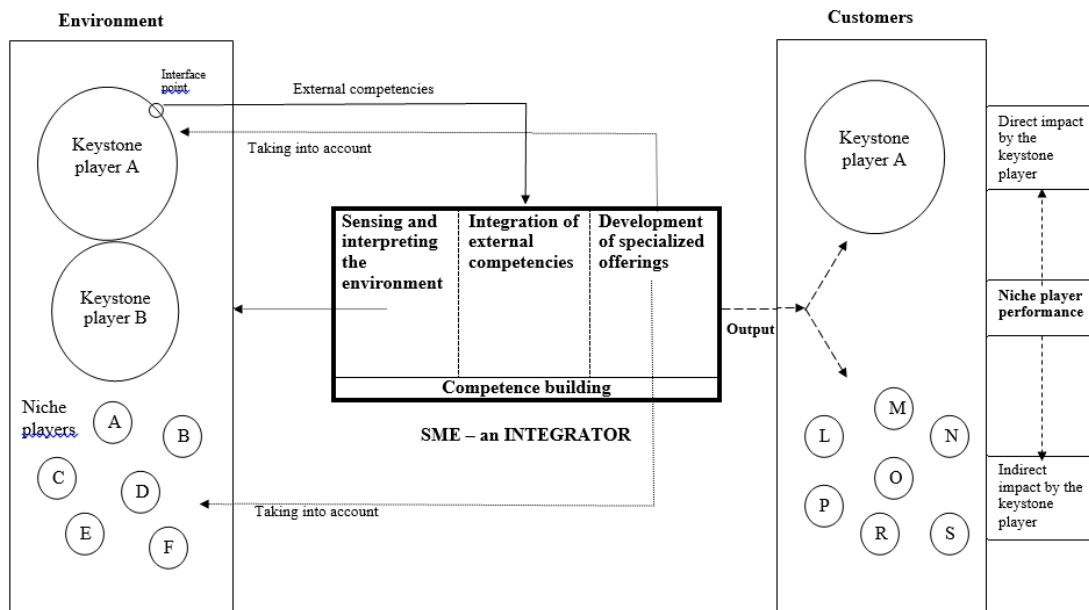 Environment
Customers
Interface
point
External competencies
Keystone
player A
Taking into account
Keystone
player A
Direct impact
by the
keystone
player
Sensing and
interpreting
the
environment
Integration of
external
competencies
Development
of specialized
offerings
Keystone
player B
Output
Niche player
performance
Competence building
SME – an INTEGRATOR
Niche
players
A
B
C
D
E
F
Taking into account
M
L
N
O
P
R
S
Indirect
impact by the
keystone
player